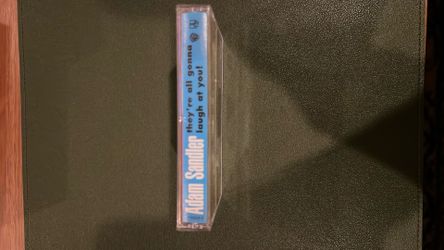 Adam Sandler
they're all gonna
laugh at you!